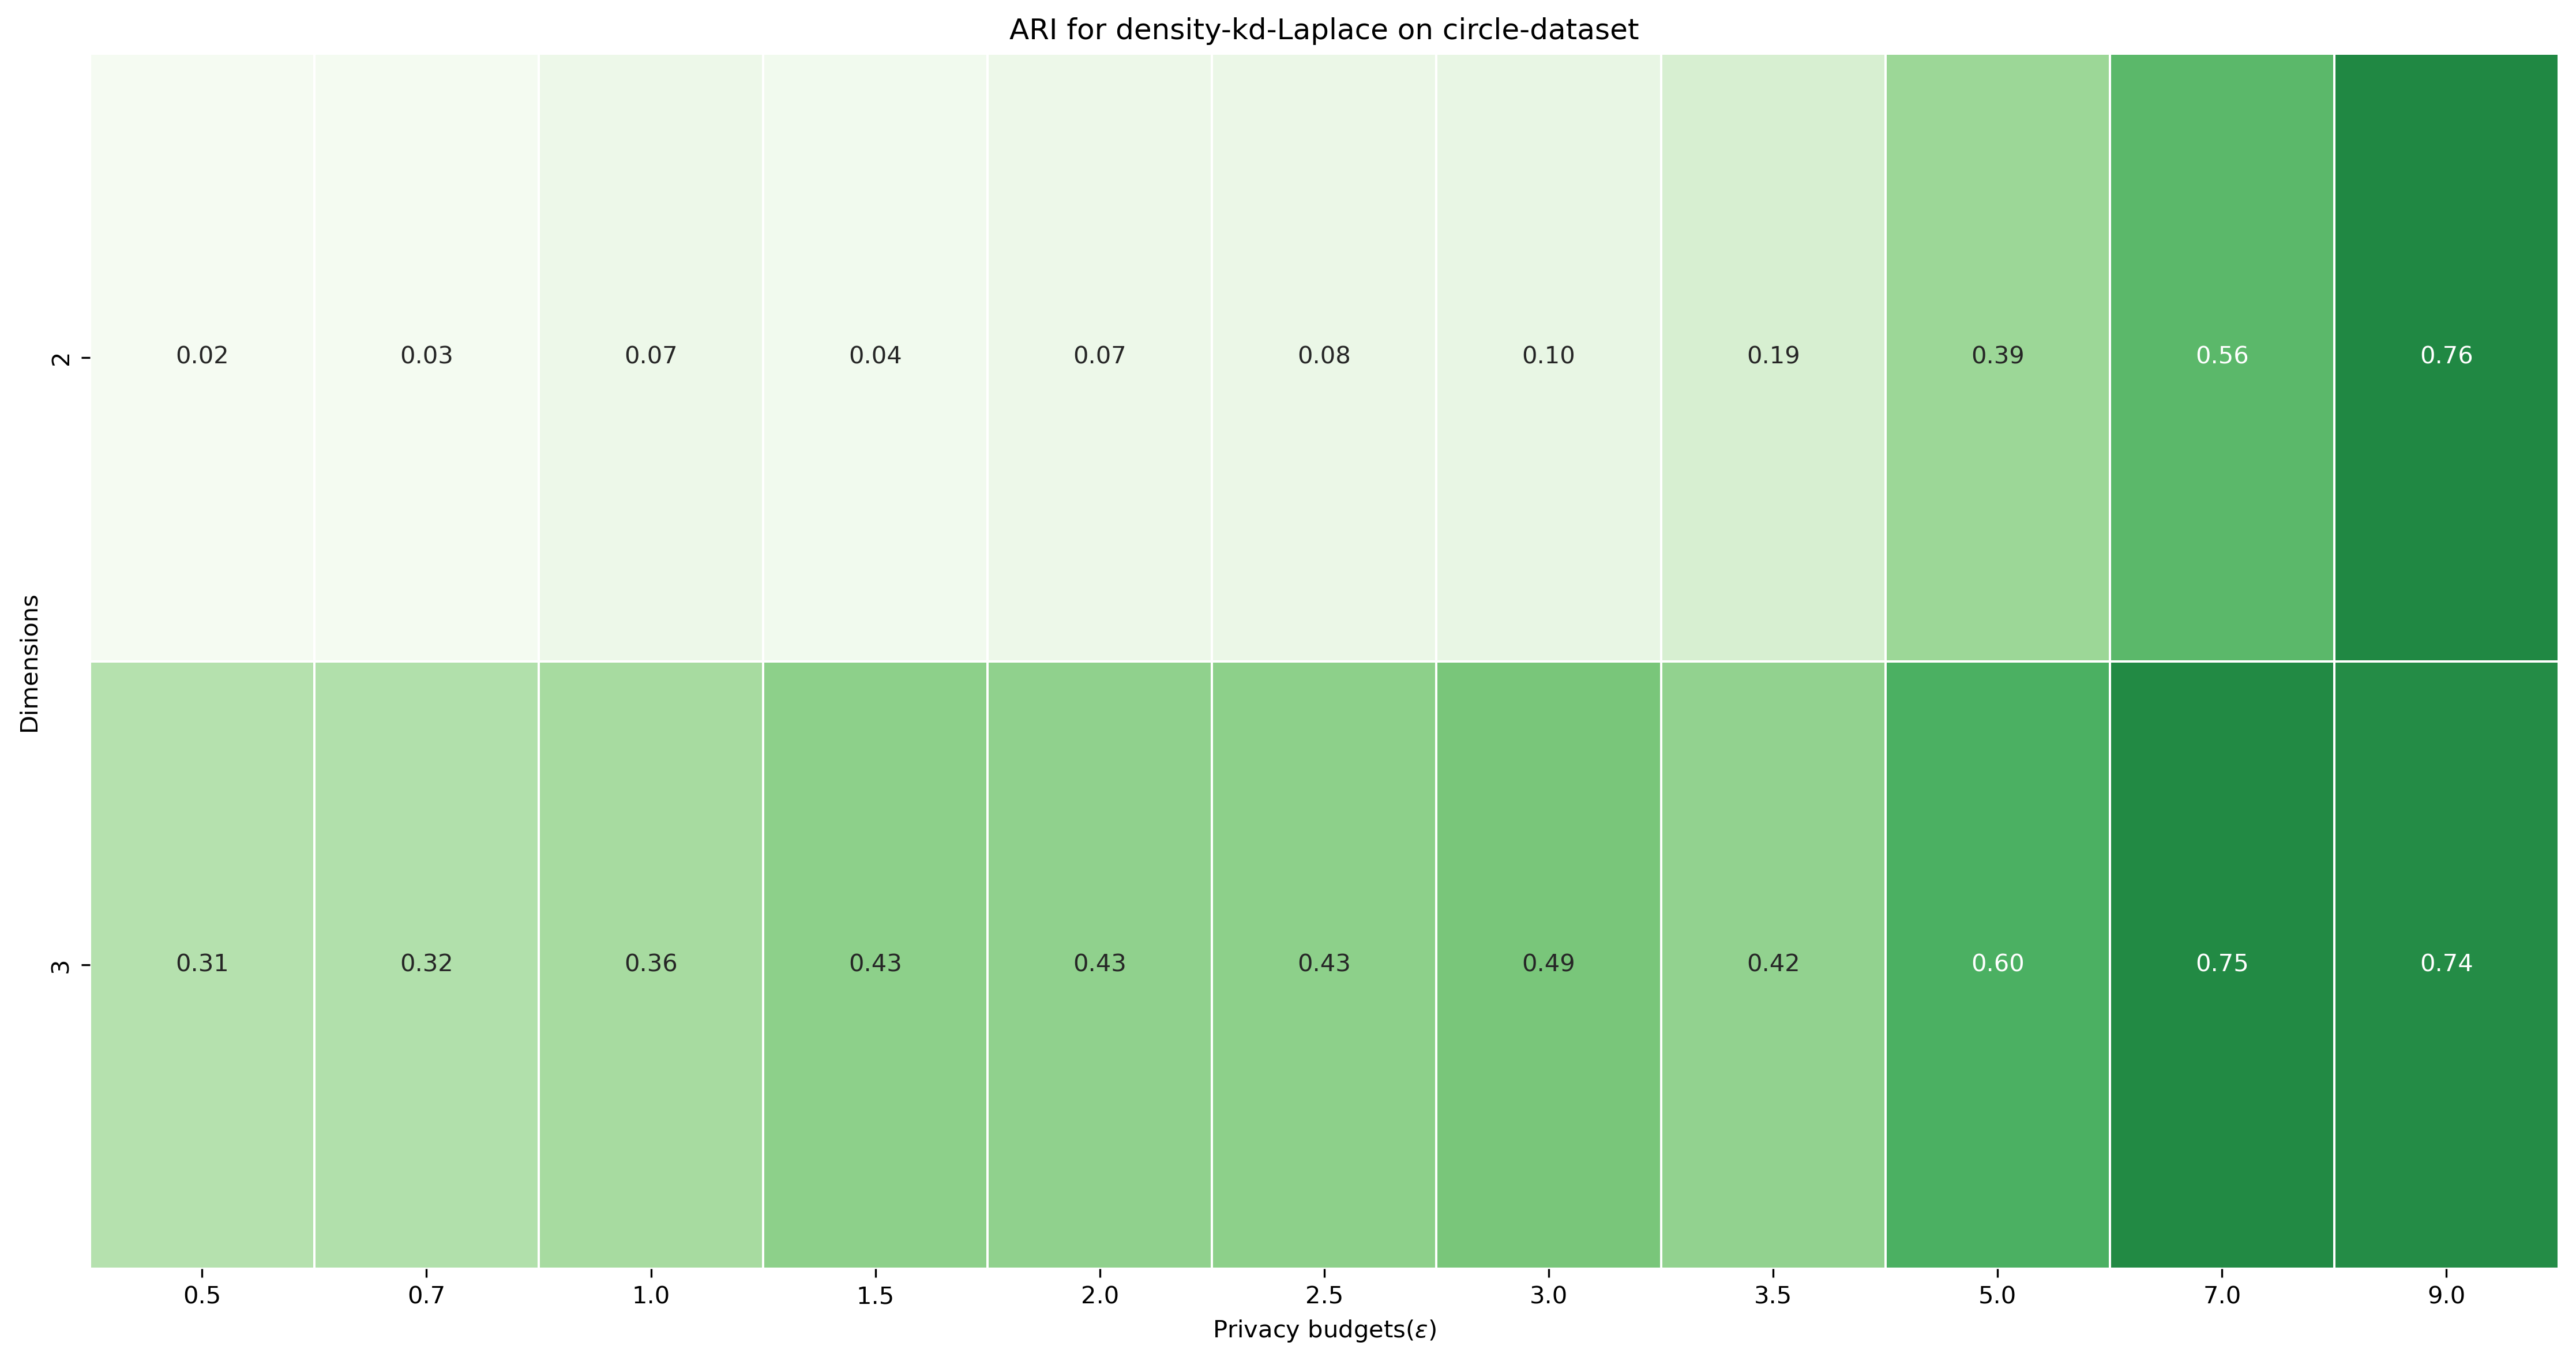 ARI for density-kd-Laplace on circle-dataset
Dimensions
2
0.02 0.03 0.07 0.04 0.07 0.08 0.10 0.19 0.39 0.56 0.76
3
0.31 0.32 0.36 0.43 0.43 0.43 0.49 0.42 0.60 0.75 0.74
0.5 0.7 1.0 1.5 2.0 2.5 3.0 3.5 5.0 7.0 9.0
Privacy budgets(ε)